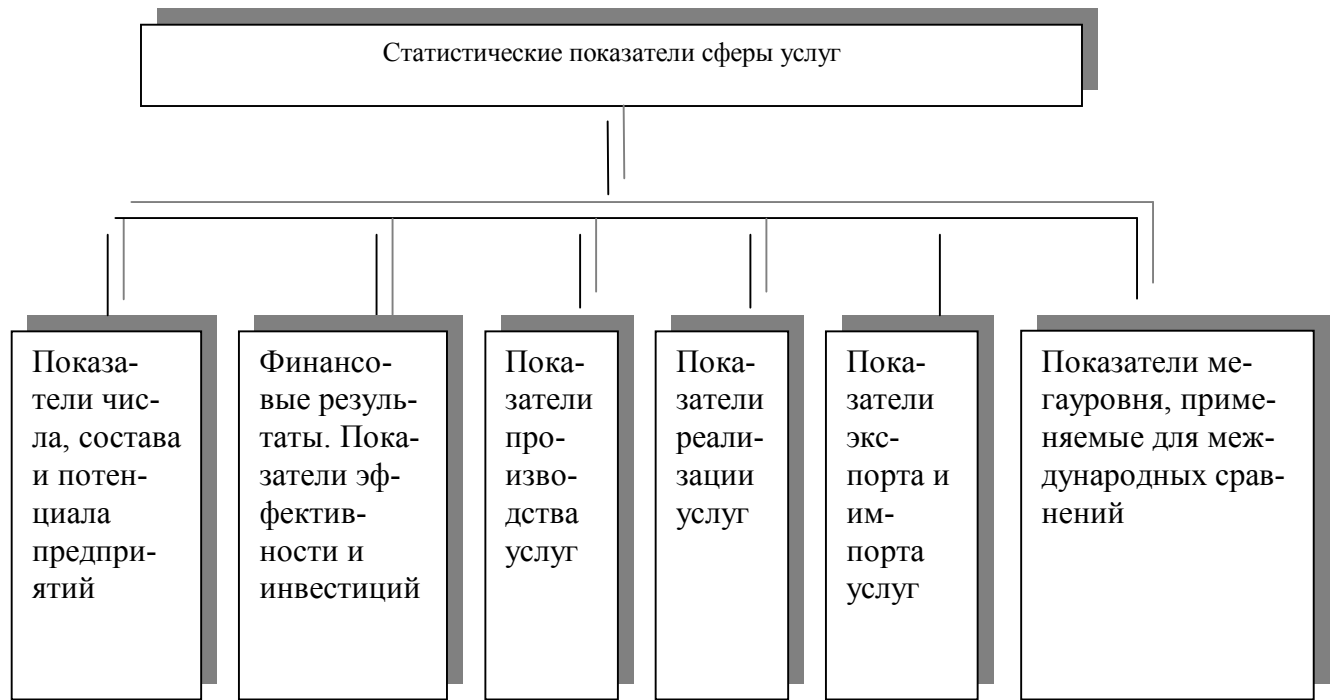 Статистические показатели сферы услуг
Показа-
тели чис-
ла, состава
и потен-
циала
предпри-
ятий
Финансо-
вые резуль-
таты. Пока-
затели эф-
фектив-
ности и
инвестиций
Пока-
затели
про-
изво-
дства
услуг
Пока-
затели
реали-
зации
услуг
Пока-
затели
экс-
порта и
им-
порта
услуг
Показатели ме-
гауровня, приме-
няемые для меж-
дународных срав-
нений